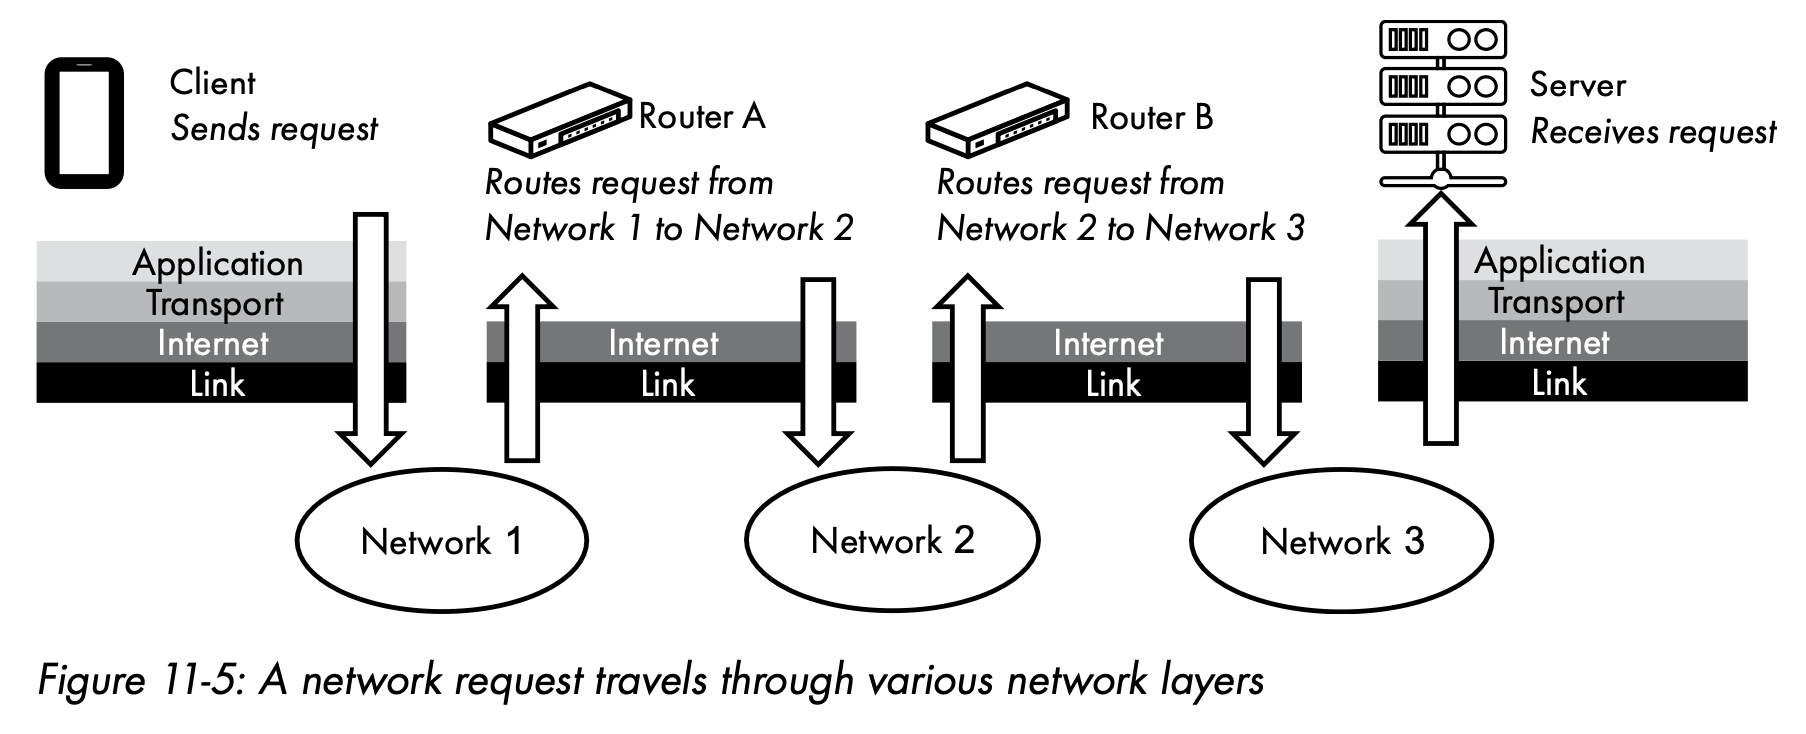 Client
Sends request
Application
Transport
Internet
Link
Router A
Routes request from
Network 1 to Network 2
Internet
Link
Router B
Routes request from
Network 2 to Network 3
Internet
Link
Server
Receives request
Application
Transport
Internet
Link
Network 1
Network 2
Network 3
Figure 11-5: A network request travels through various network layers